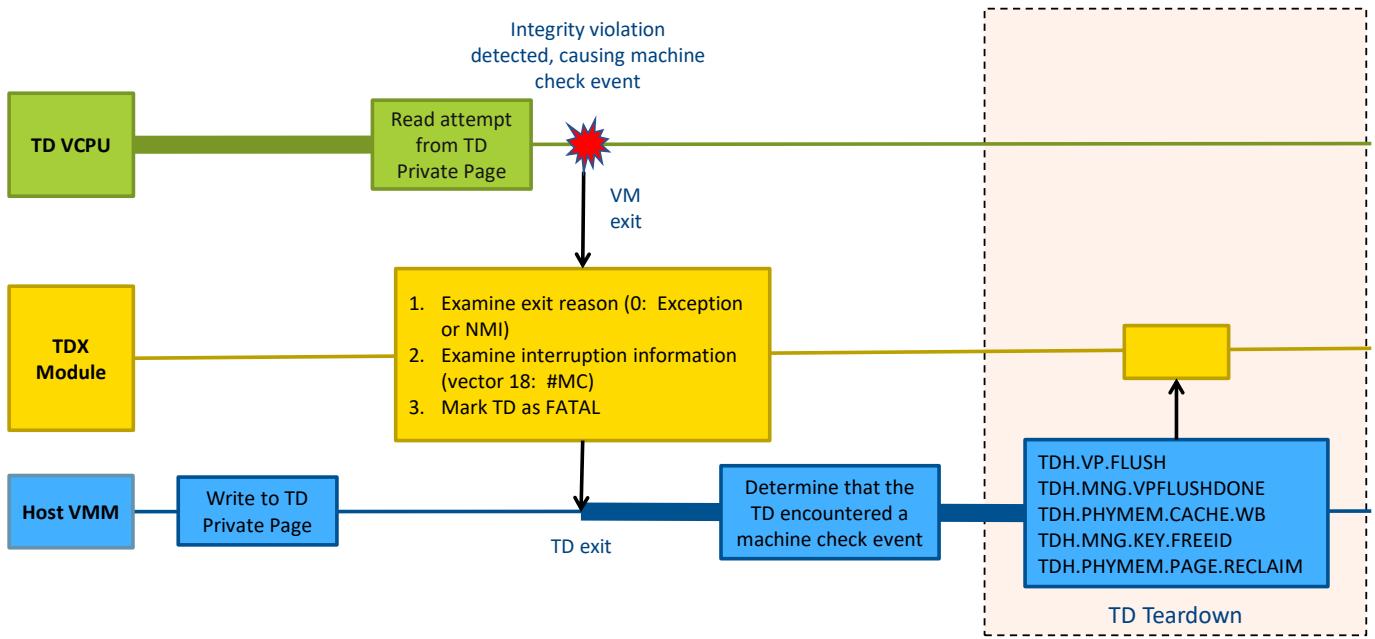 Integrity violation
detected, causing machine
check event
TD VCPU
Read attempt
from TD
Private Page
VM
exit
TDX
Module
1. Examine exit reason (0: Exception
or NMI)
2. Examine interruption information
(vector 18: #MC)
3. Mark TD as FATAL
Host VMM
Write to TD
Private Page
TD exit
Determine that the
TD encountered a
machine check event
TDH.VP.FLUSH
TDH.MNG.VPFLUSHDONE
TDH.PHYMEM.CACHE.WB
TDH.MNG.KEY.FREEID
TDH.PHYMEM.PAGE.RECLAIM
TD Teardown